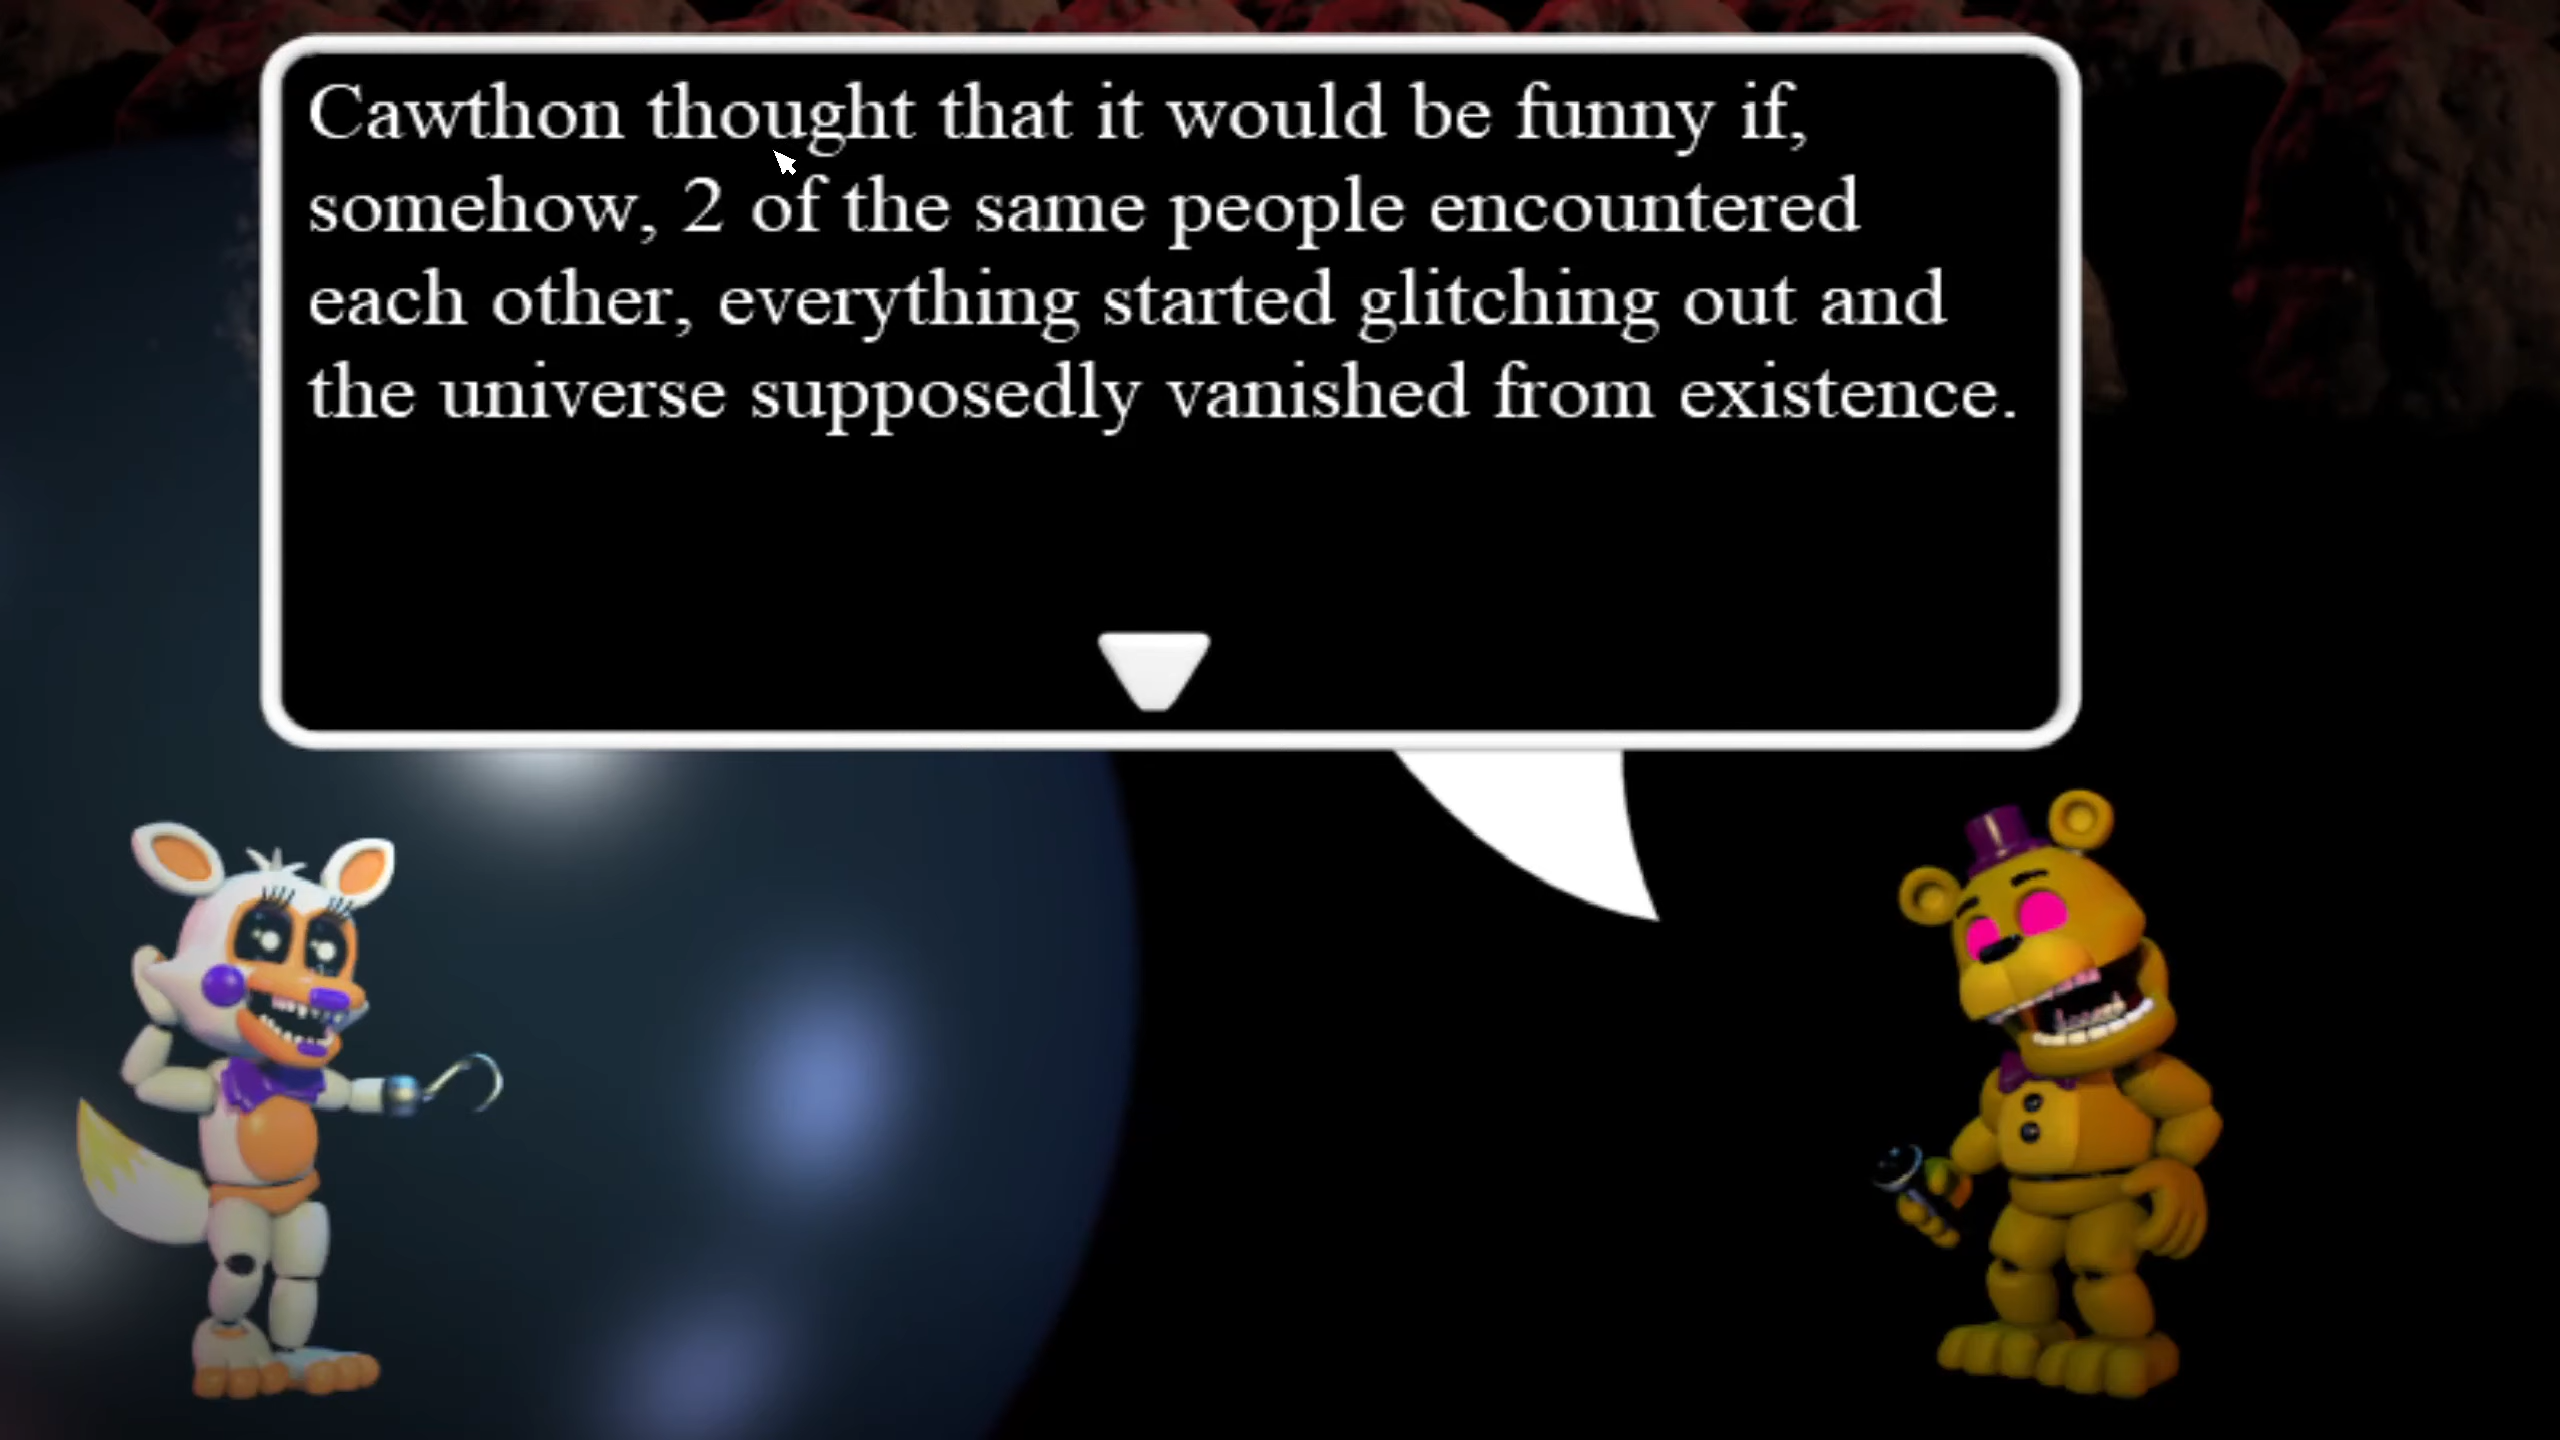 Cawthon thought that it would be funny if,
somehow, 2 of the same people encountered
each other, everything started glitching out and
the universe supposedly vanished from existence.